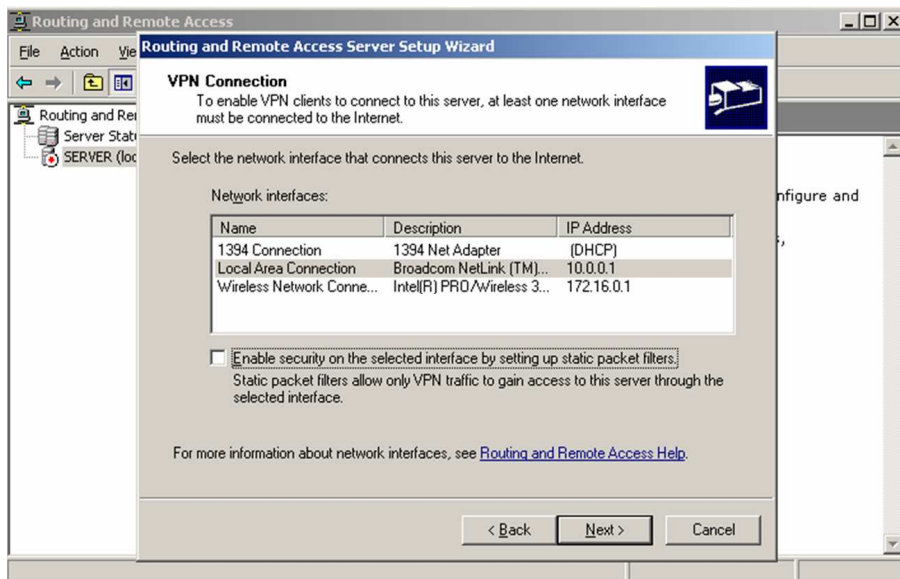 Routing and Remote Access
File Action Vie
Routing and Remote Access Server Setup Wizard
VPN Connection
To enable VPN clients to connect to this server, at least one network interface
must be connected to the Internet.
Routing and Re
Server Stat
SERVER (loc
Select the network interface that connects this server to the Internet.
nfigure and
Network interfaces:
Name Description IP Address
1394 Connection 1394 Net Adapter (DHCP)
Local Area Connection Broadcom NetLink (TM)... 10.0.0.1
Wireless Network Conne... Intel(R) PRO/Wireless 3... 172.16.0.1
Enable security on the selected interface by setting up static packet filters.
Static packet filters allow only VPN traffic to gain access to this server through the
selected interface.
For more information about network interfaces, see Routing and Remote Access Help.
< Back Next > Cancel